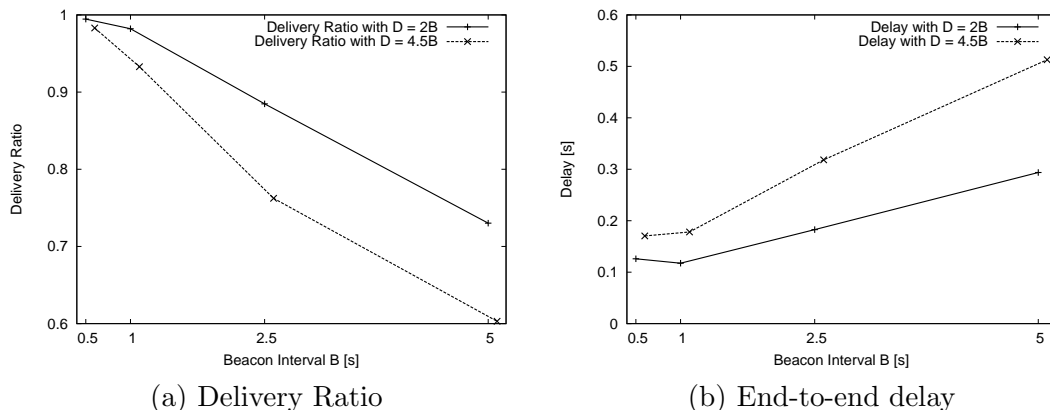 1
0.9
0.8
0.7
0.6
Delivery Ratio
Delivery Ratio with D = 2B
Delivery Ratio with D = 4.5B
0.5 1 2.5 5
Beacon Interval B [s]
(a) Delivery Ratio
0.6
0.5
0.4
0.3
0.2
0.1
0
Delay [s]
Delay with D = 2B
Delay with D = 4.5B
0.5 1 2.5 5
Beacon Interval B [s]
(b) End-to-end delay